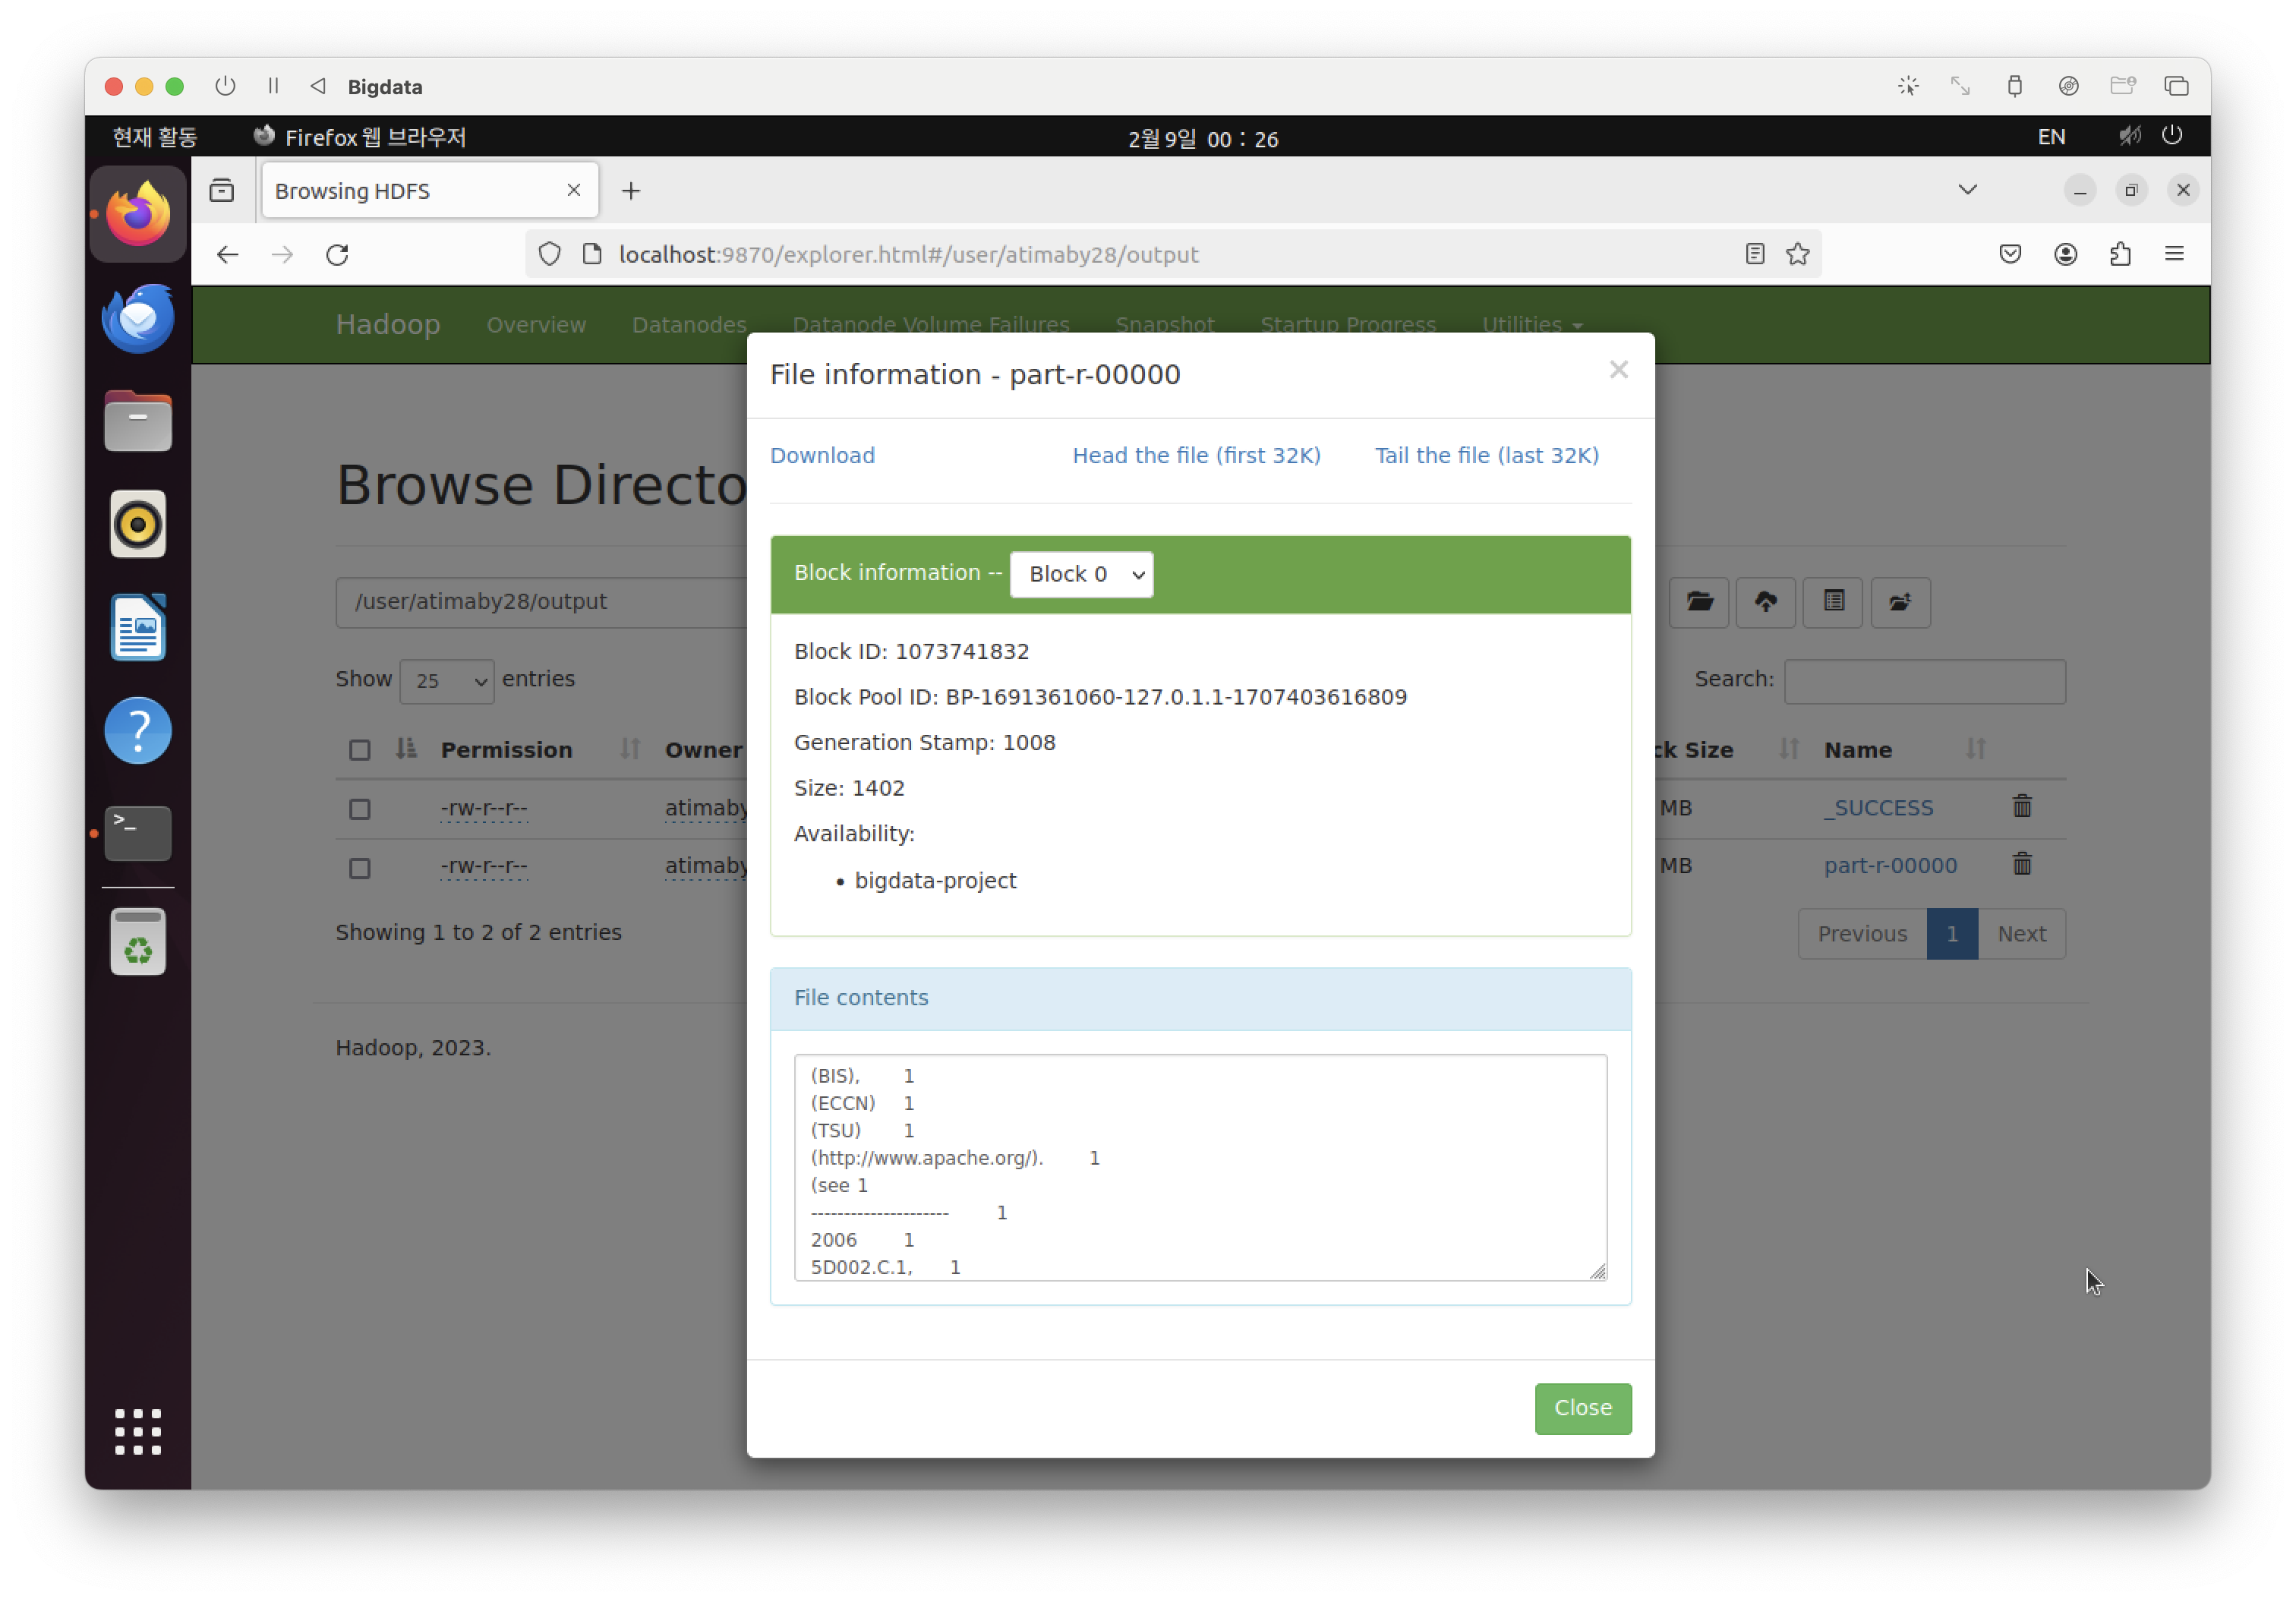 Bigdata
현재 활동 Firefox 웹 브라우저 2월 9일 00 : 26 EN
Browsing HDFS
localhost:9870/explorer.html#/user/atimaby28/output
Hadoop Overview Datanodes Datanode Volume Failures Snapshot Startup Progress Utilities
File information - part-r-00000
Download Head the file (first 32K) Tail the file (last 32K)
Browse Directo
Block information -- Block 0
/user/atimaby28/output
Block ID: 1073741832
Show 25 entries Search:
Block Pool ID: BP-1691361060-127.0.1.1-1707403616809
Generation Stamp: 1008
Permission Owner ck Size Name
Size: 1402
-rw-r--r-- atimaby MB _SUCCESS
Availability:
-rw-r--r-- atimaby MB part-r-00000
• bigdata-project
Showing 1 to 2 of 2 entries Previous 1 Next
File contents
Hadoop, 2023.
(BIS), 1
(ECCN) 1
(TSU) 1
(http://www.apache.org/). 1
(see 1
--------------------- 1
2006 1
5D002.C.1, 1
Close